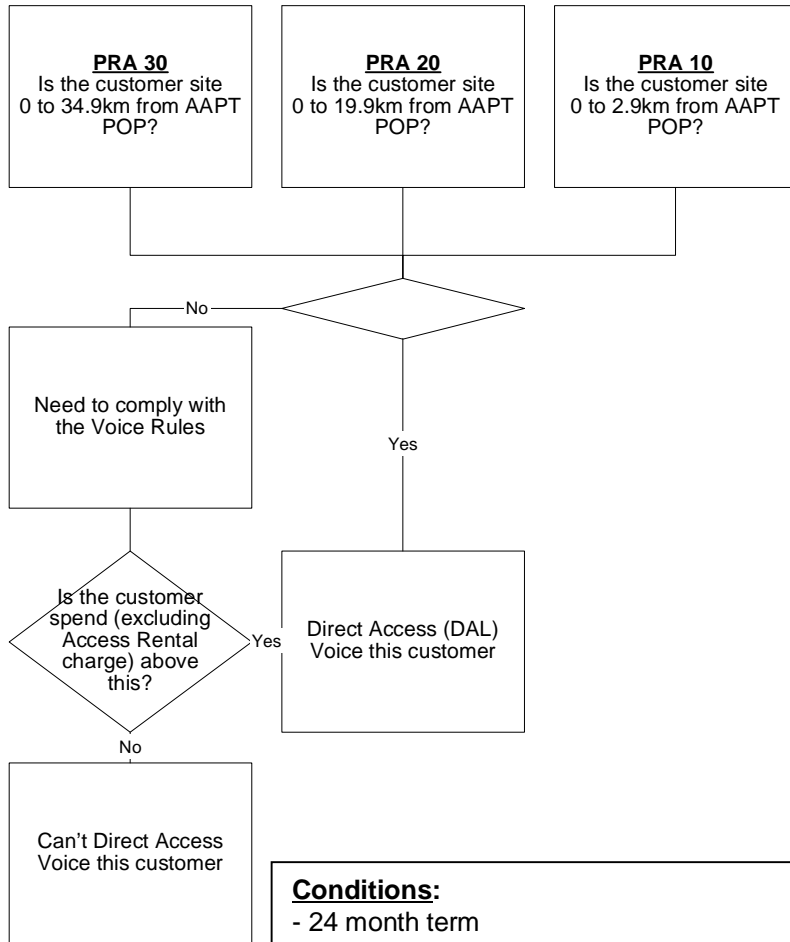 PRA 30
Is the customer site
0 to 34.9km from AAPT
POP?
PRA 20
Is the customer site
0 to 19.9km from AAPT
POP?
PRA 10
Is the customer site
0 to 2.9km from AAPT
POP?
No
Need to comply with
the Voice Rules
Yes
Is the customer
spend (excluding
Access Rental
charge) above
this?
Yes
Direct Access (DAL)
Voice this customer
No
Can't Direct Access
Voice this customer
Conditions:
- 24 month term